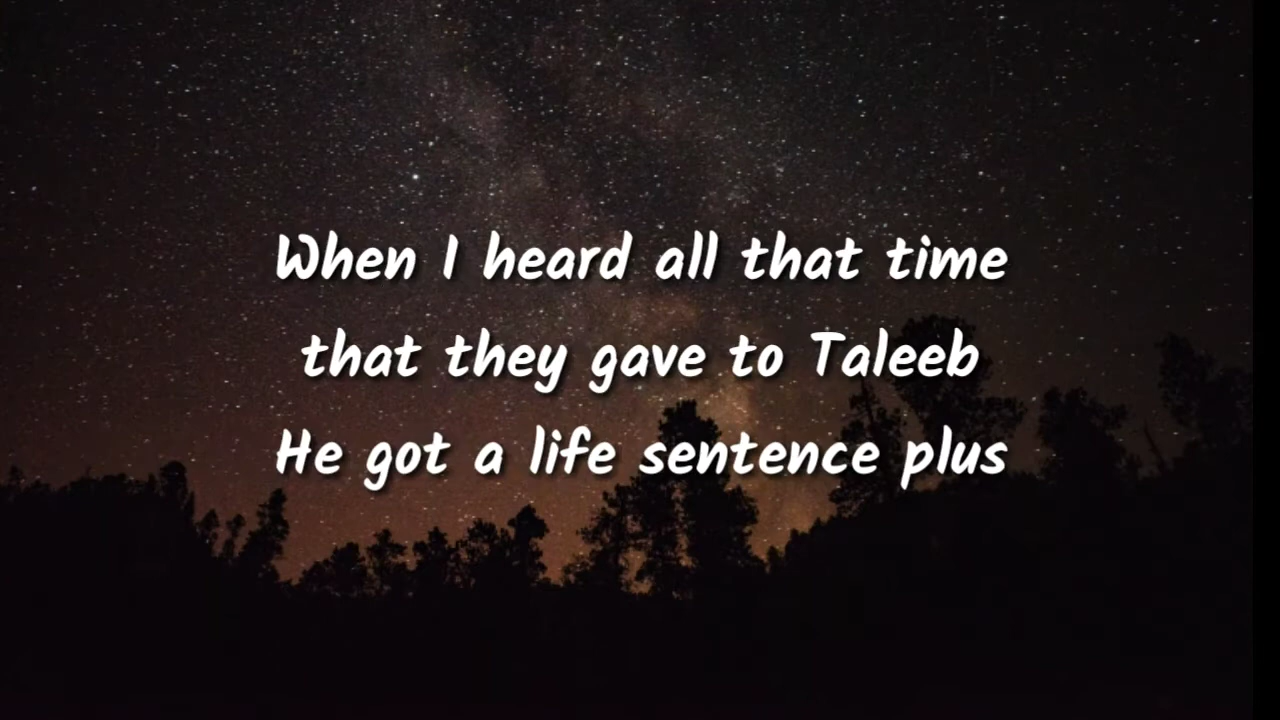 When I heard all that time
that they gave to Taleeb
He got a life sentence plus